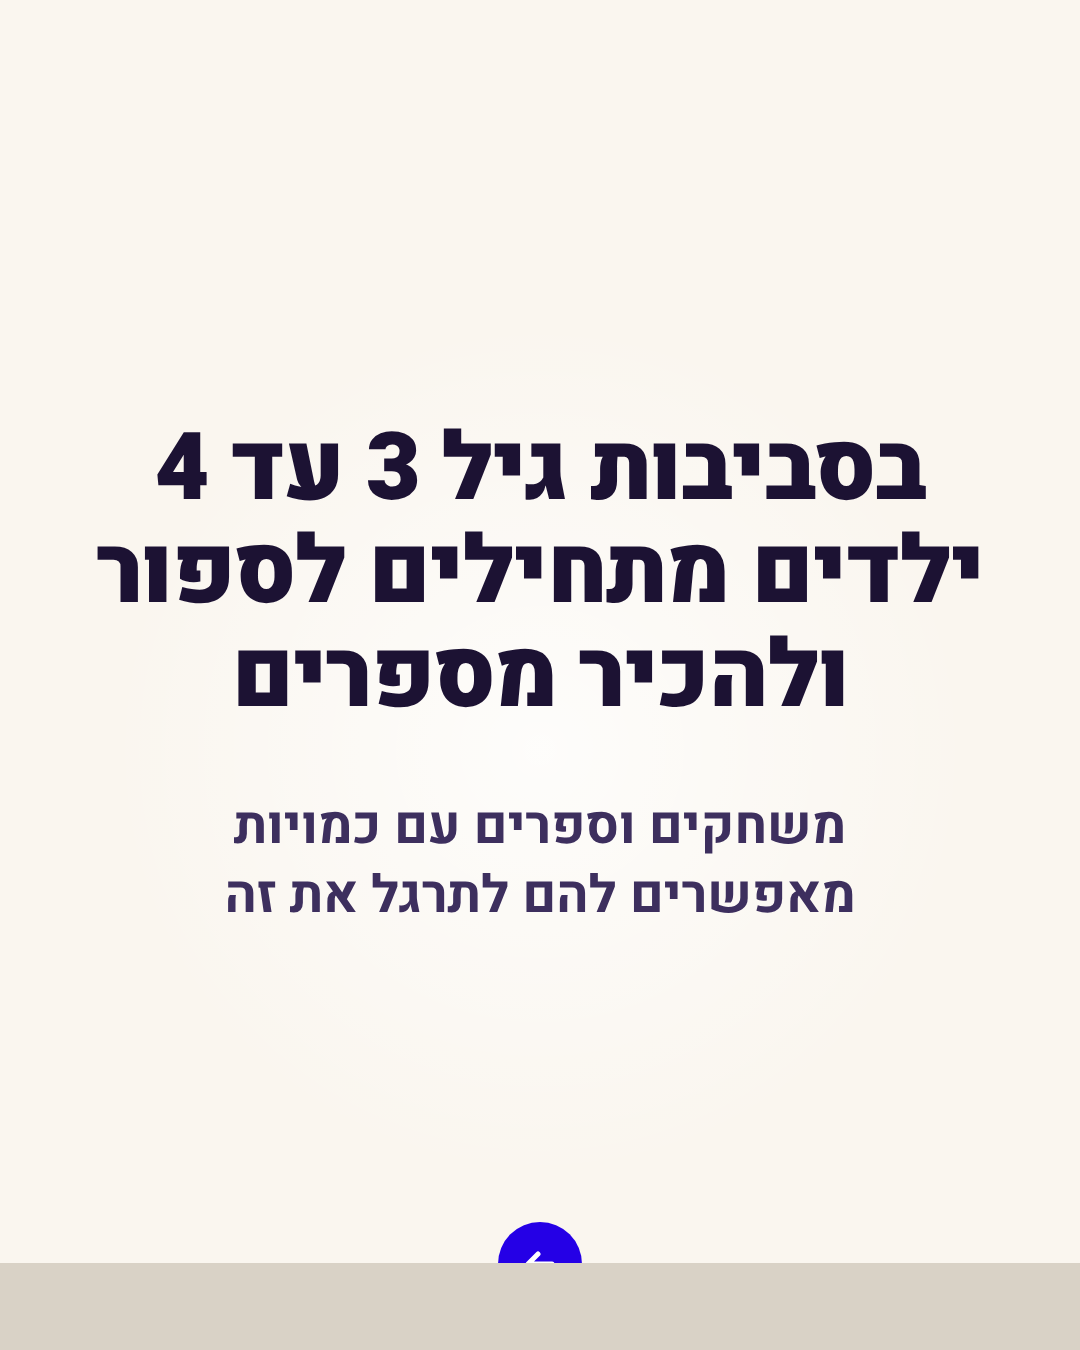 בסביבות גיל 3 עד 4
ילדים מתחילים לספור
ולהכיר מספרים
משחקים וספרים עם כמויות
מאפשרים להם לתרגל את זה